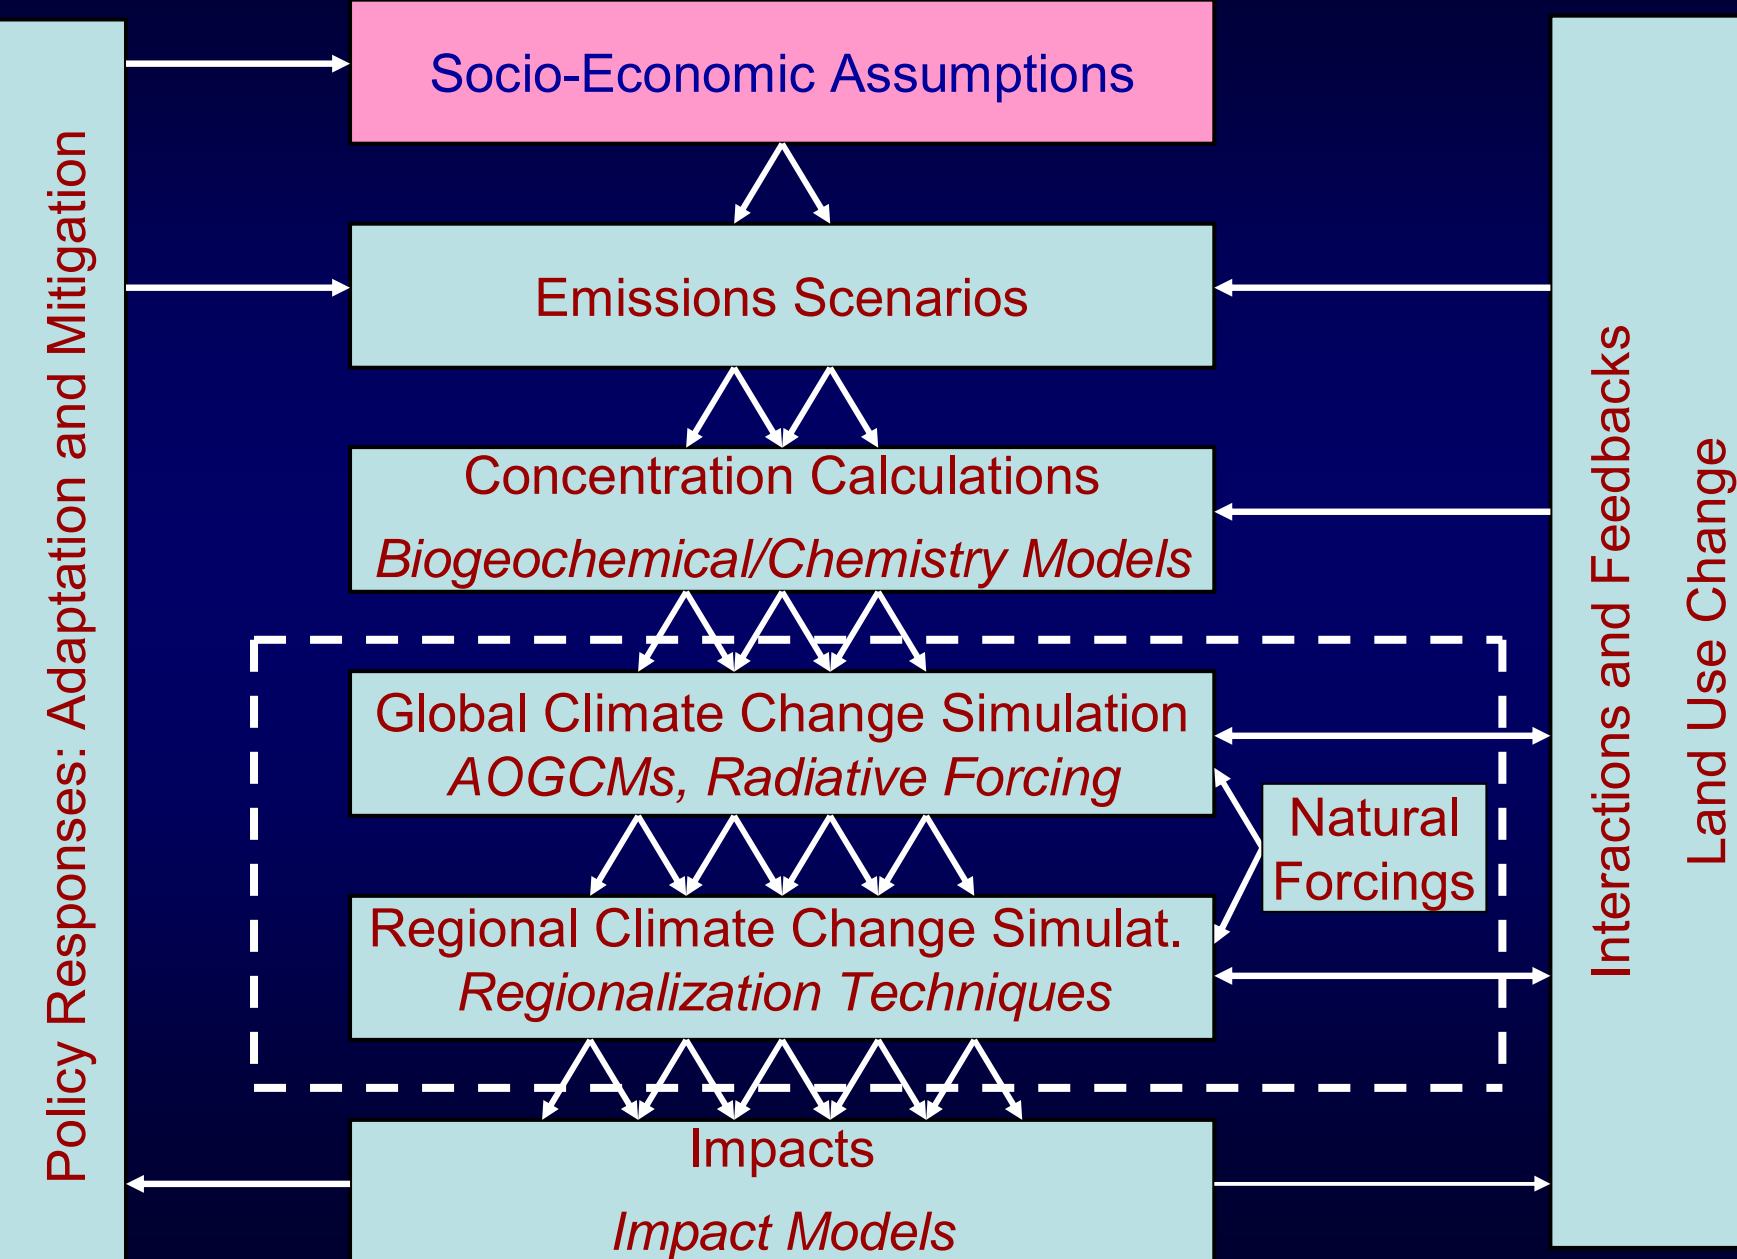 Policy Responses: Adaptation and Mitigation
Socio-Economic Assumptions
Emissions Scenarios
Concentration Calculations
Biogeochemical/Chemistry Models
Global Climate Change Simulation
AOGCMs, Radiative Forcing
Natural
Forcings
Regional Climate Change Simulat.
Regionalization Techniques
Impacts
Impact Models
Interactions and Feedbacks
Land Use Change